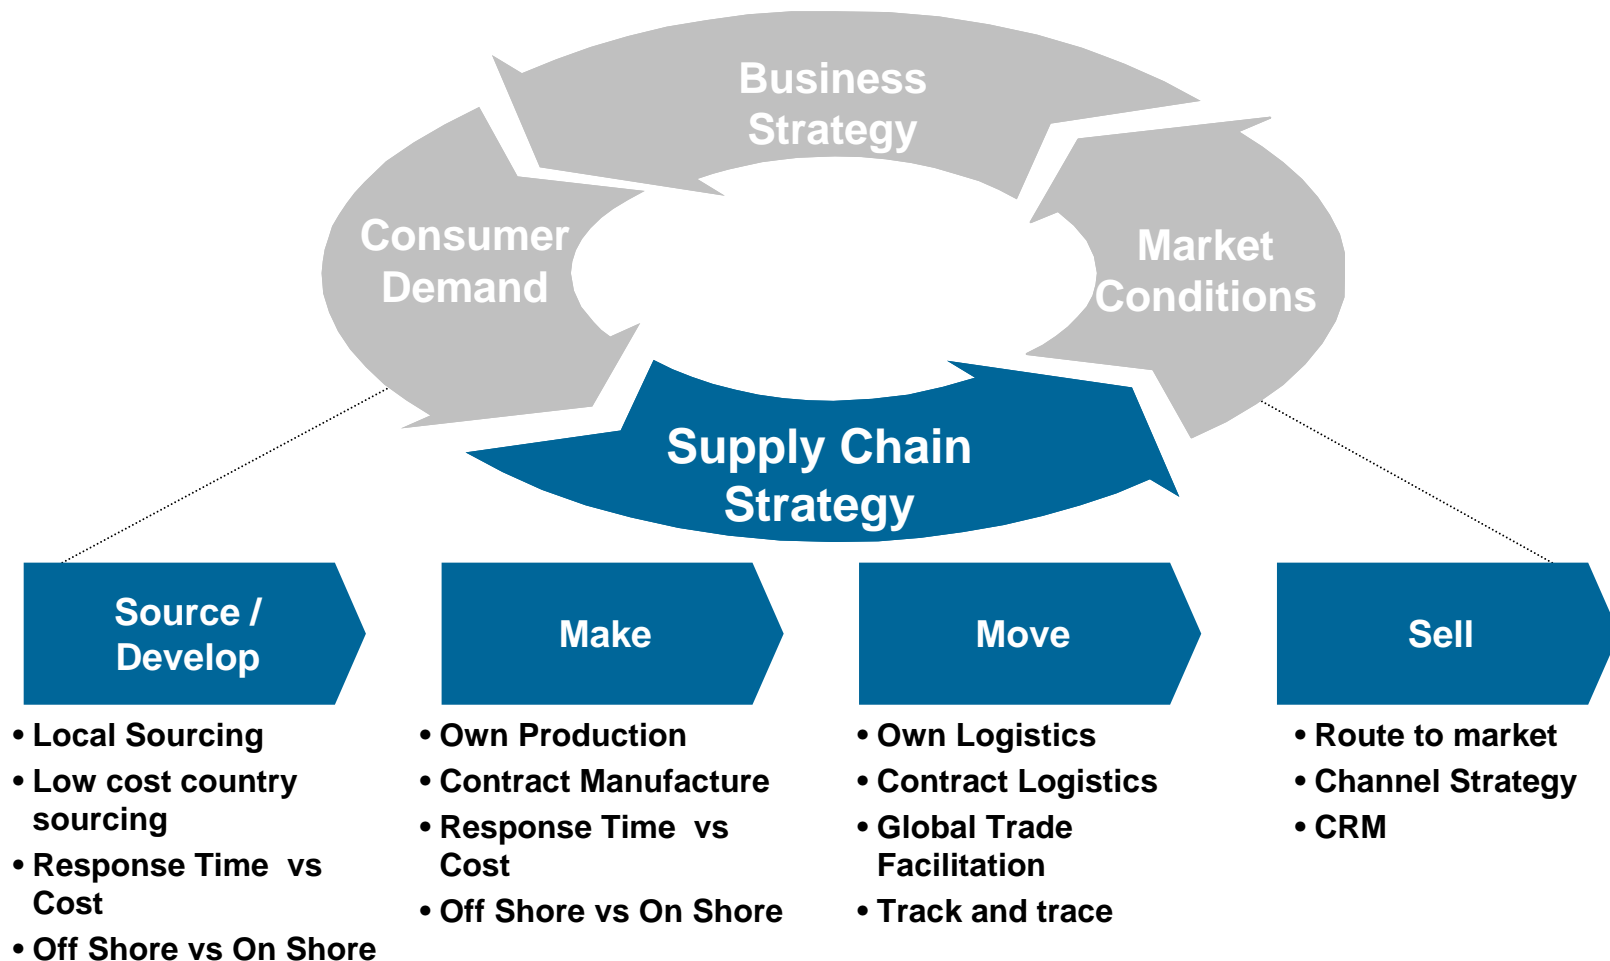 Business
Strategy
Consumer
Demand
Market
Conditions
Supply Chain
Strategy
Source /
Develop
Make
Move
Sell
• Local Sourcing
• Low cost country
sourcing
• Response Time  vs
Cost
• Off Shore vs On Shore
• Own Production
• Contract Manufacture
• Response Time  vs
Cost
• Off Shore vs On Shore
• Own Logistics
• Contract Logistics
• Global Trade
Facilitation
• Track and trace
• Route to market
• Channel Strategy
• CRM